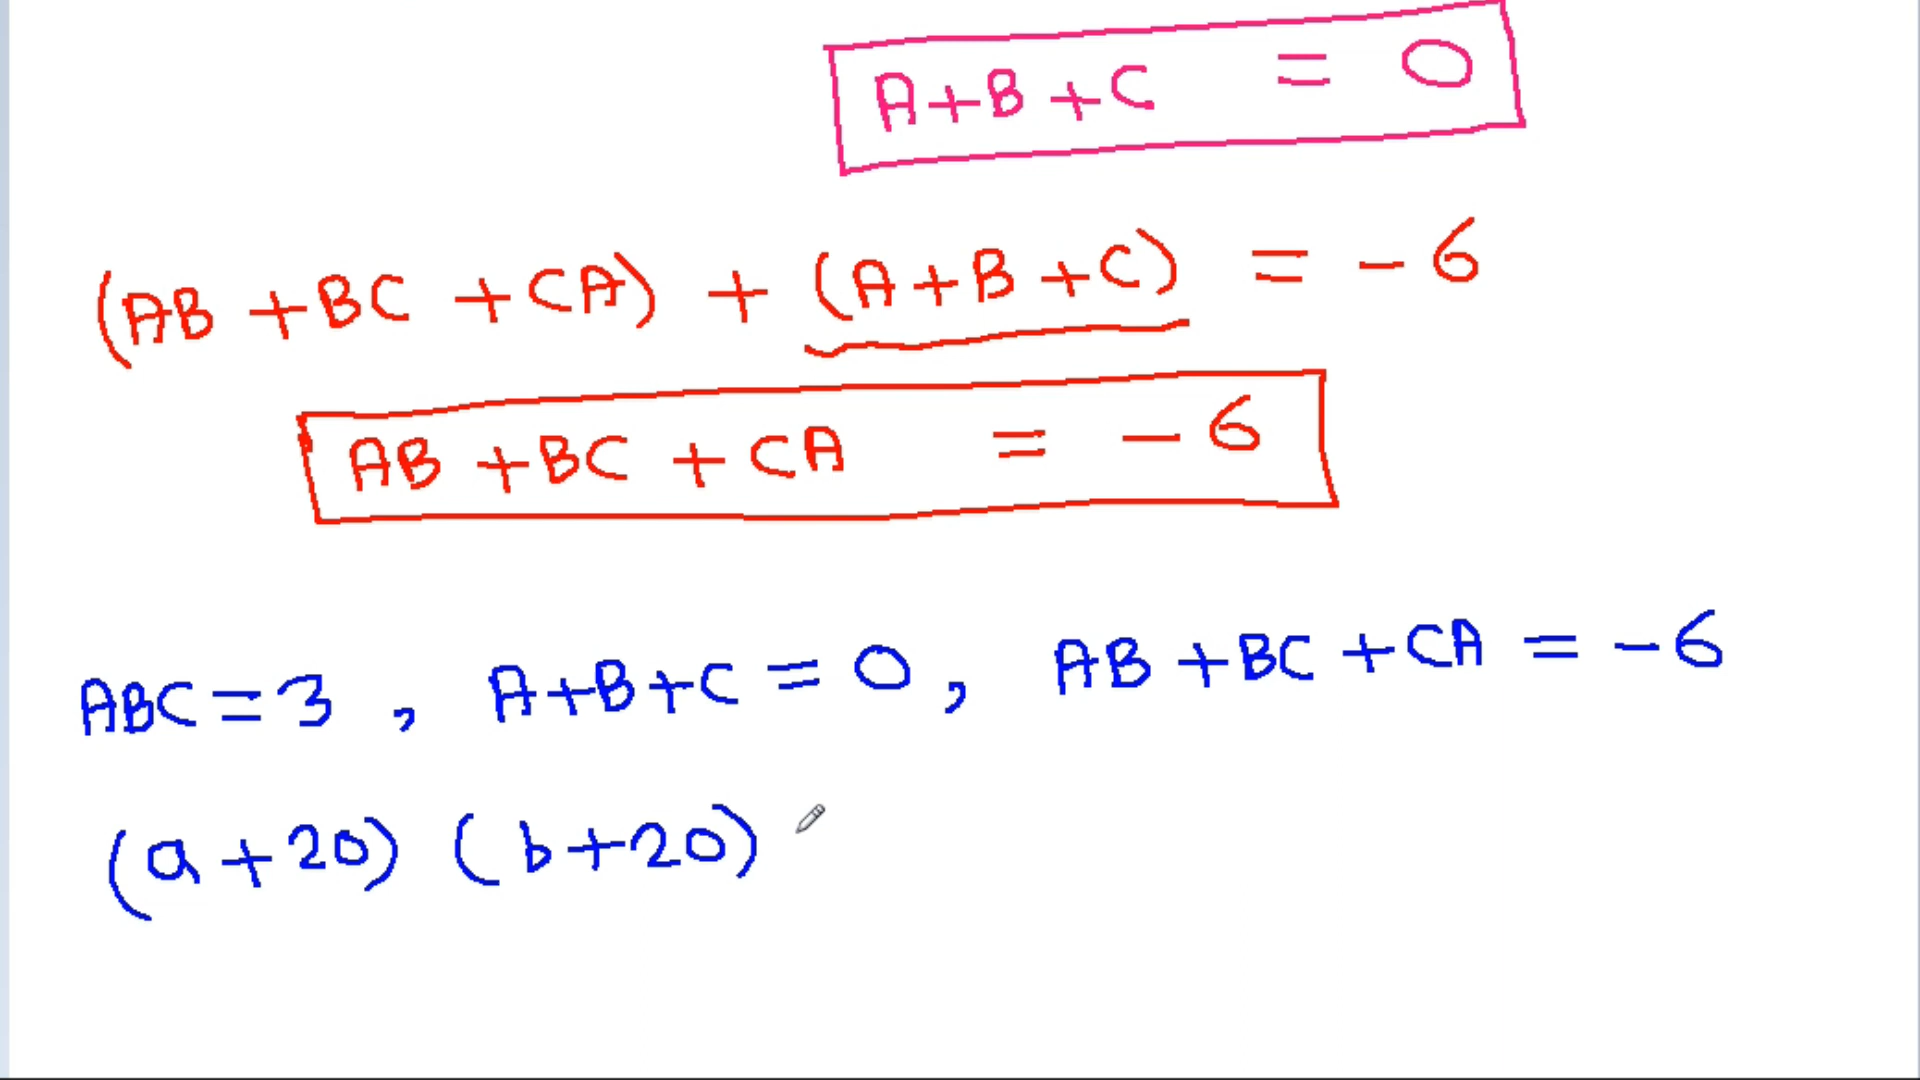 A+B+C = 0
(AB+BC+CA) + (A+B+C) = -6
AB+BC+CA = -6
ABC=3, A+B+C=0, AB+BC+CA=-6
(a+20) (b+20)